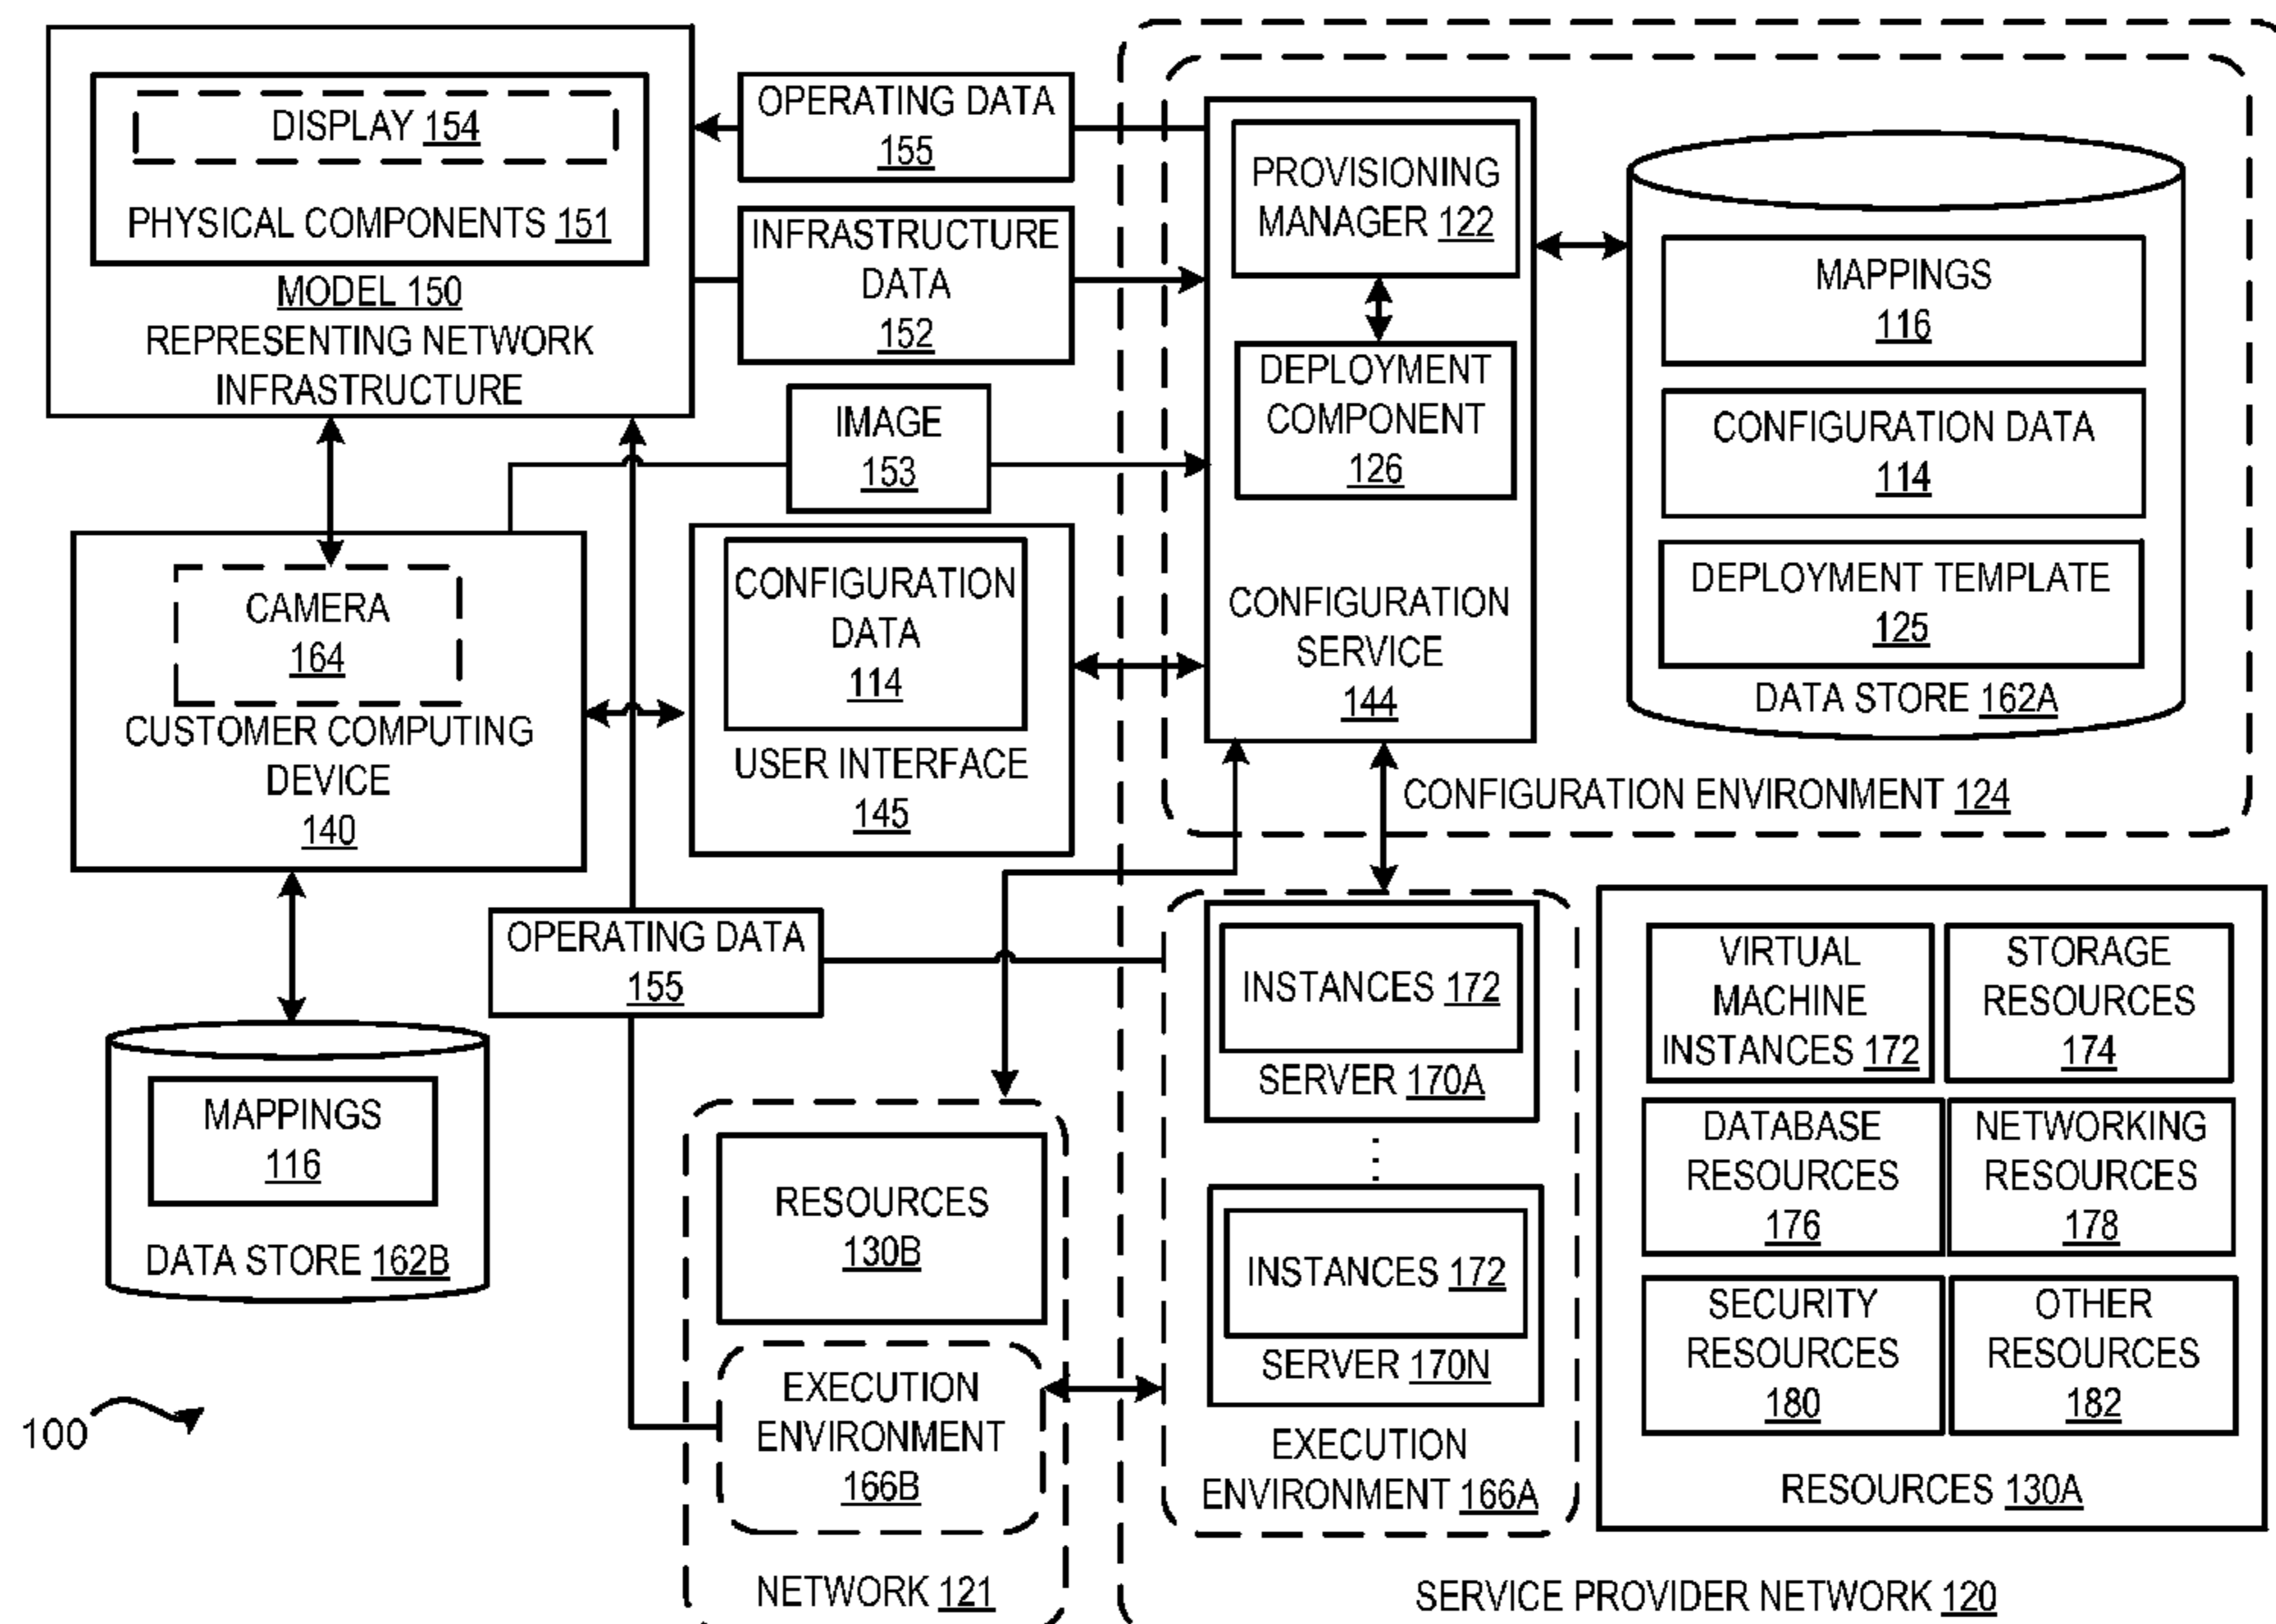 DISPLAY 154
PHYSICAL COMPONENTS 151
MODEL 150
REPRESENTING NETWORK
INFRASTRUCTURE
OPERATING DATA
155
INFRASTRUCTURE
DATA
152
IMAGE
153
PROVISIONING
MANAGER 122
DEPLOYMENT
COMPONENT
126
CONFIGURATION
SERVICE
144
MAPPINGS
116
CONFIGURATION DATA
114
DEPLOYMENT TEMPLATE
125
DATA STORE 162A
CONFIGURATION ENVIRONMENT 124
CAMERA
164
CUSTOMER COMPUTING
DEVICE
140
CONFIGURATION
DATA
114
USER INTERFACE
145
OPERATING DATA
155
MAPPINGS
116
DATA STORE 162B
RESOURCES
130B
EXECUTION
ENVIRONMENT
166B
NETWORK 121
INSTANCES 172
SERVER 170A
INSTANCES 172
SERVER 170N
EXECUTION
ENVIRONMENT 166A
VIRTUAL
MACHINE
INSTANCES 172
STORAGE
RESOURCES
174
DATABASE
RESOURCES
176
NETWORKING
RESOURCES
178
SECURITY
RESOURCES
180
OTHER
RESOURCES
182
RESOURCES 130A
SERVICE PROVIDER NETWORK 120
100